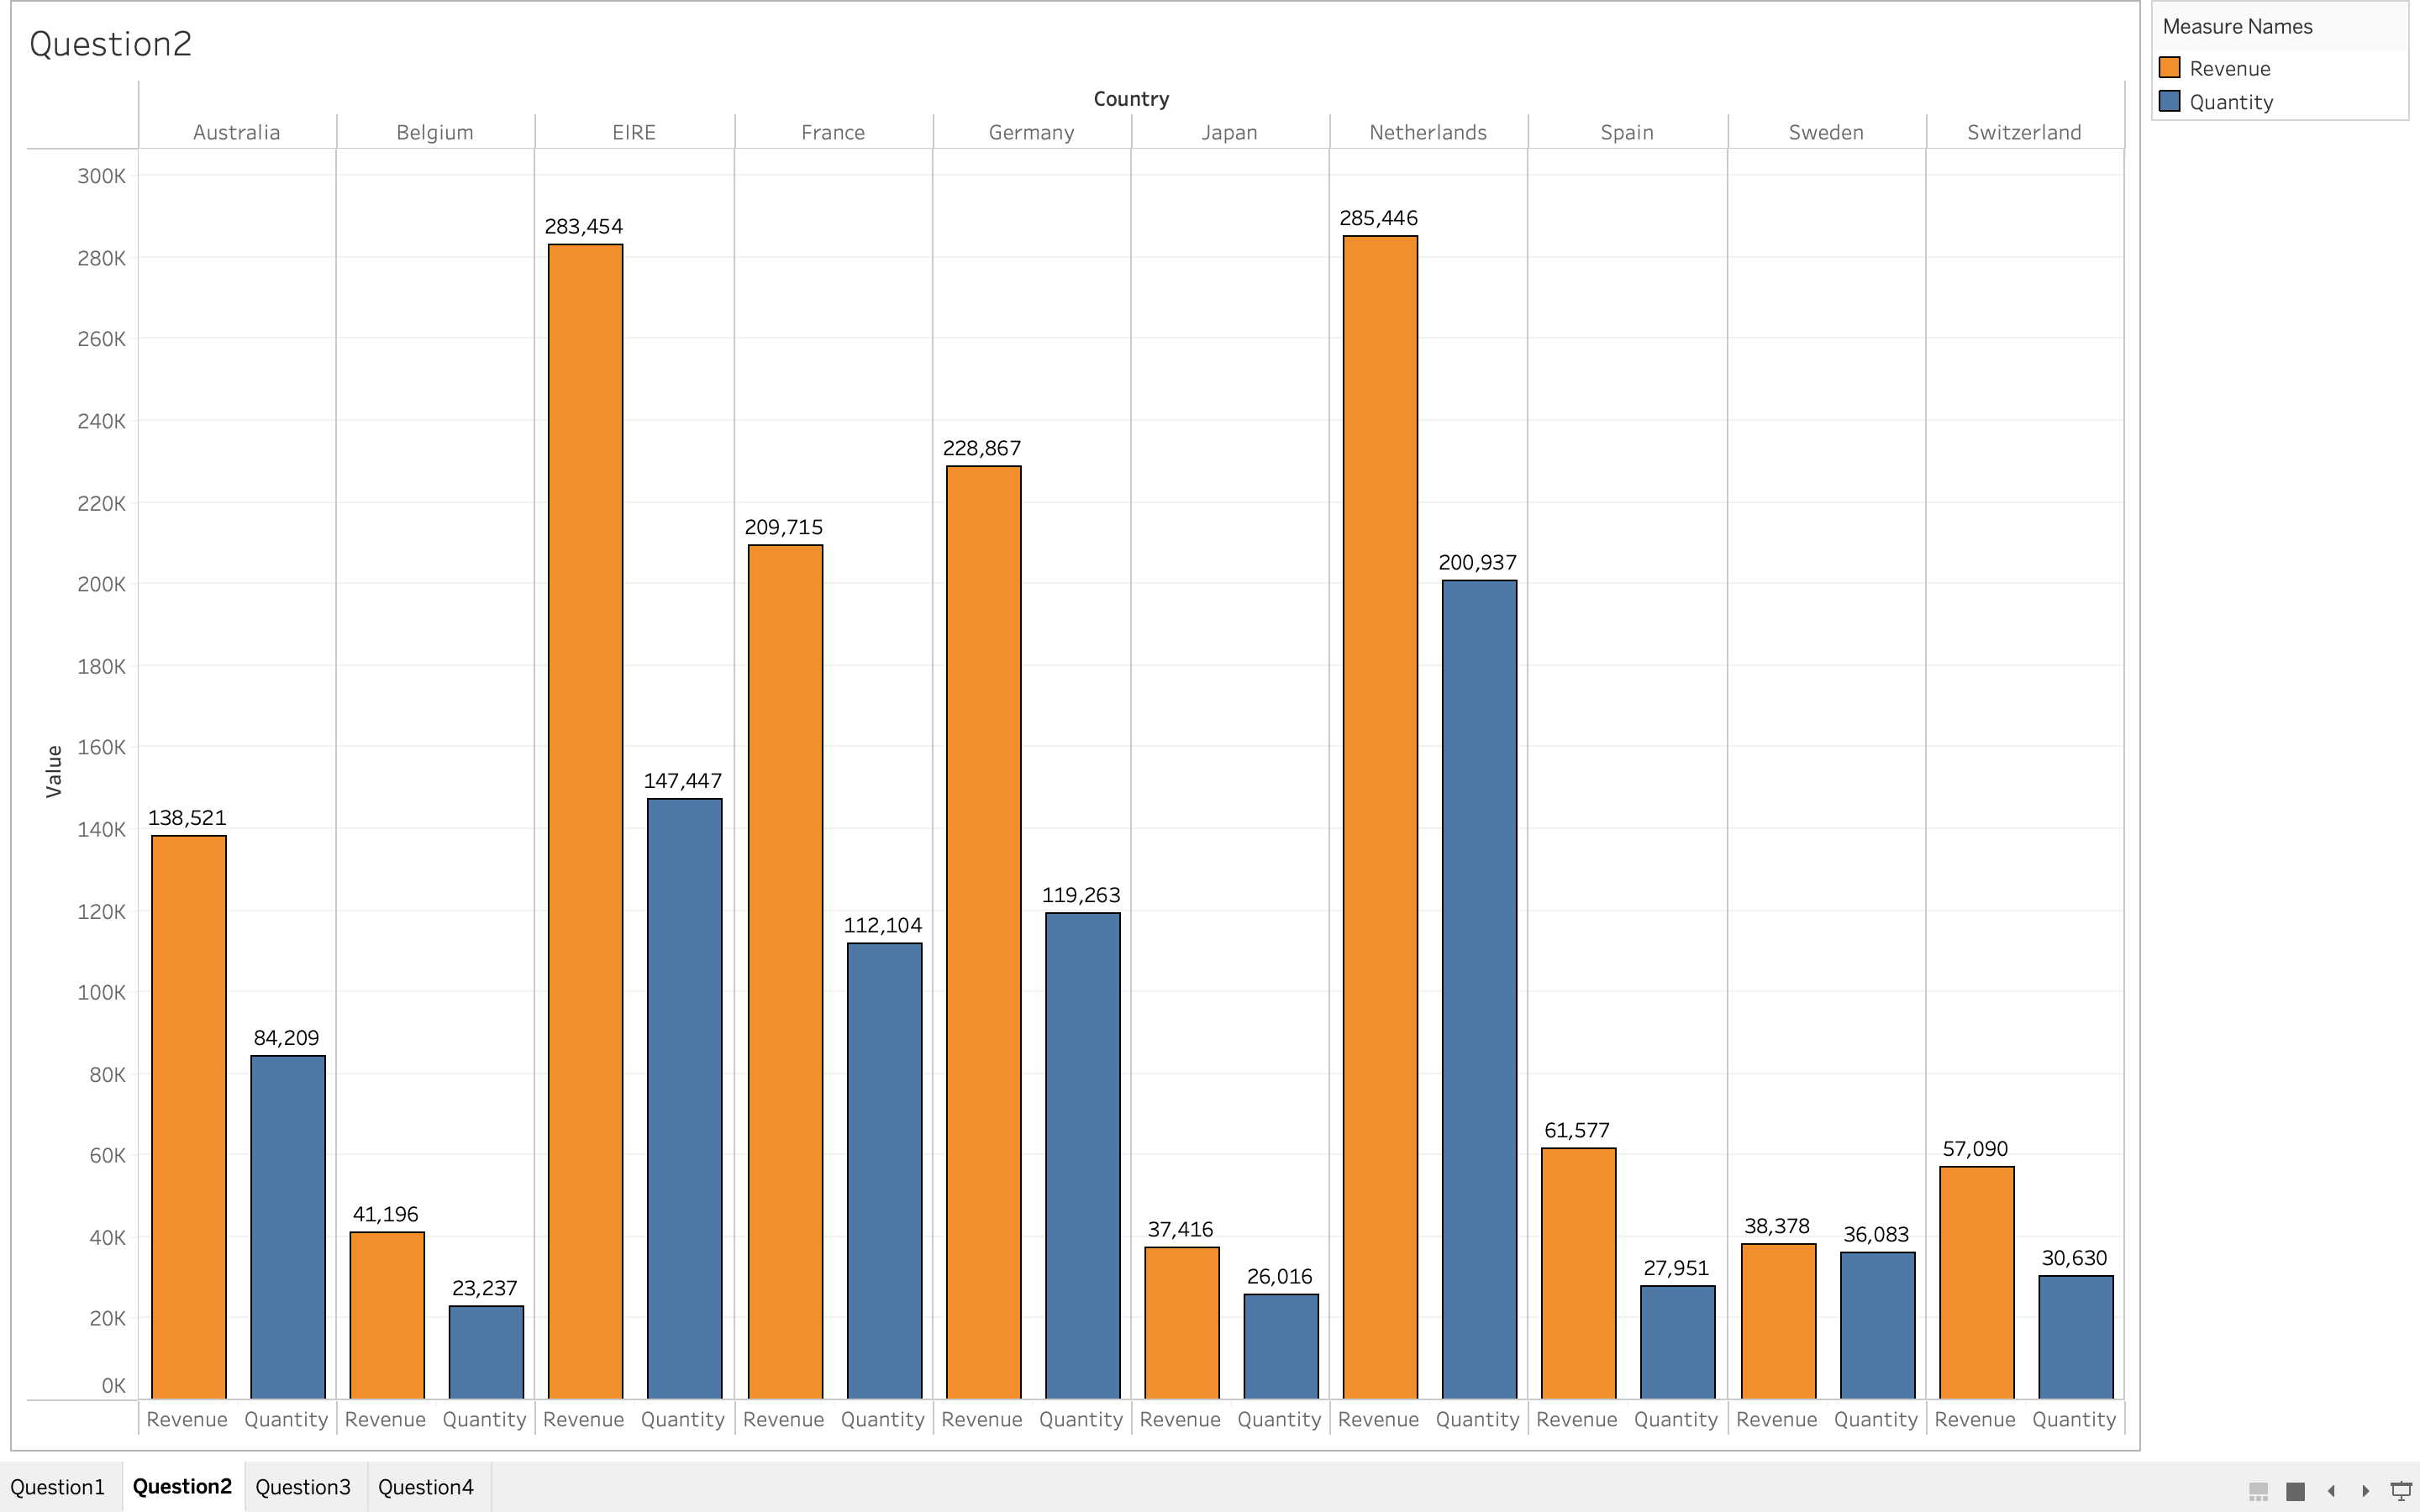 Question2
Measure Names
Revenue
Quantity
Country
Australia Belgium EIRE France Germany Japan Netherlands Spain Sweden Switzerland
300K
280K
260K
240K
220K
200K
180K
160K
140K
120K
100K
80K
60K
40K
20K
0K
Value
138,521 84,209
41,196 23,237
283,454 147,447
209,715 112,104
228,867 119,263
37,416 26,016
285,446 200,937
61,577 27,951
38,378 36,083
57,090 30,630
Revenue Quantity Revenue Quantity Revenue Quantity Revenue Quantity Revenue Quantity Revenue Quantity Revenue Quantity Revenue Quantity Revenue Quantity Revenue Quantity
Question1 Question2 Question3 Question4